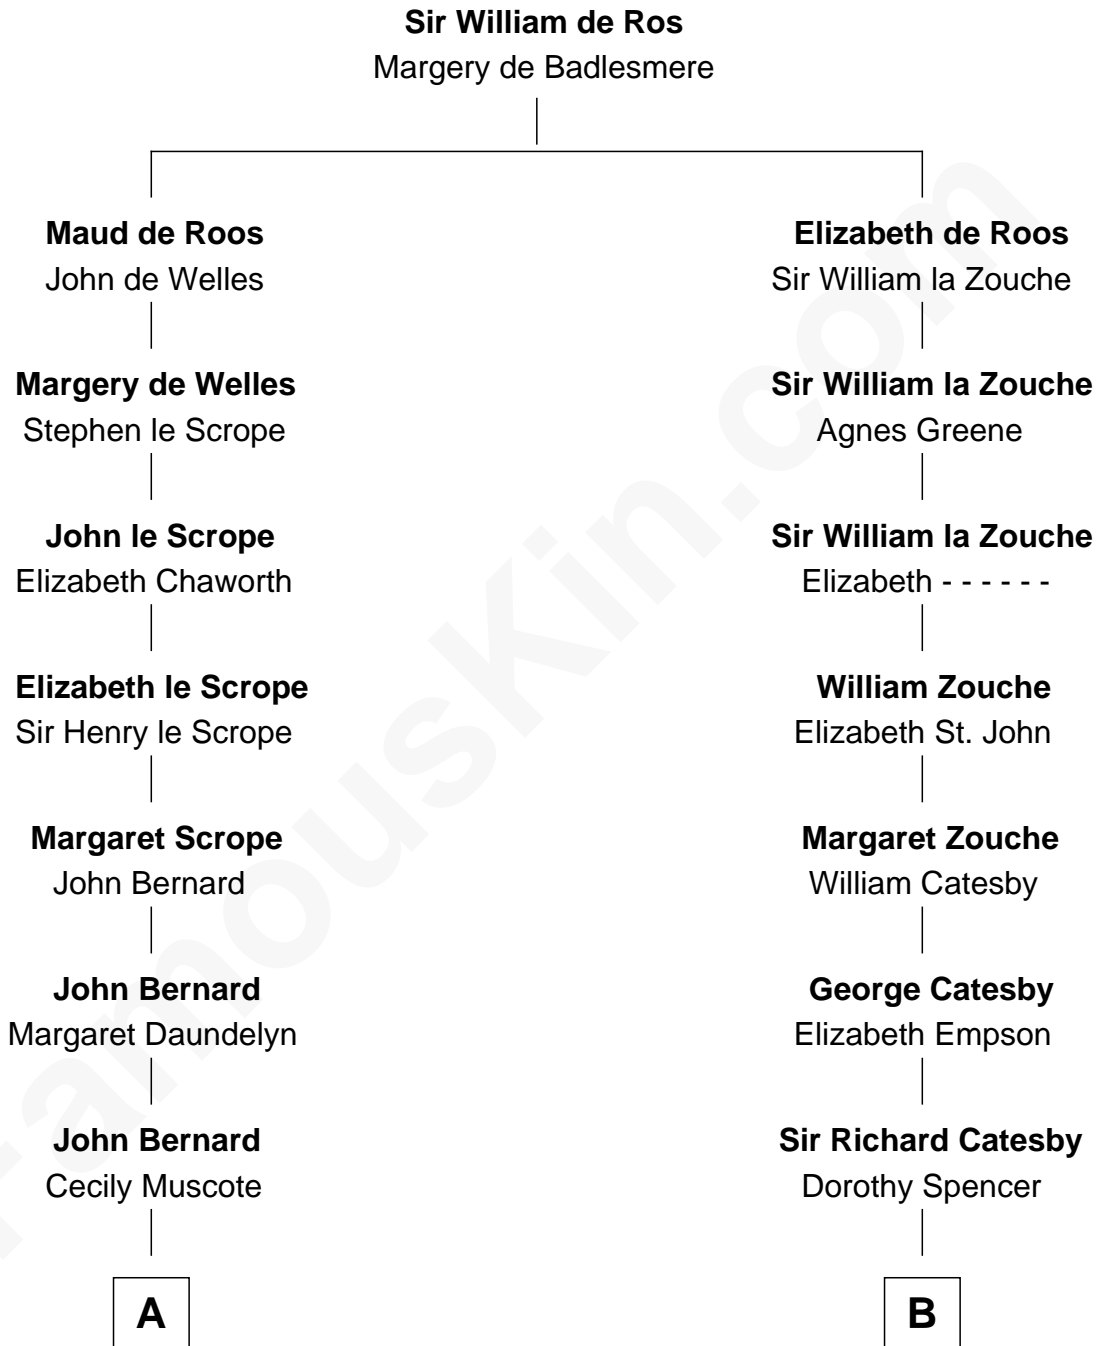 Sir William de Ros
Margery de Badlesmere
Maud de Roos
John de Welles
Elizabeth de Roos
Sir William la Zouche
Margery de Welles
Stephen le Scrope
Sir William la Zouche
Agnes Greene
John le Scrope
Elizabeth Chaworth
Sir William la Zouche
Elizabeth - - - - - -
Elizabeth le Scrope
Sir Henry le Scrope
William Zouche
Elizabeth St. John
Margaret Scrope
John Bernard
Margaret Zouche
William Catesby
John Bernard
Margaret Daundelyn
George Catesby
Elizabeth Empson
John Bernard
Cecily Muscote
Sir Richard Catesby
Dorothy Spencer
A
B
FamousKin.com